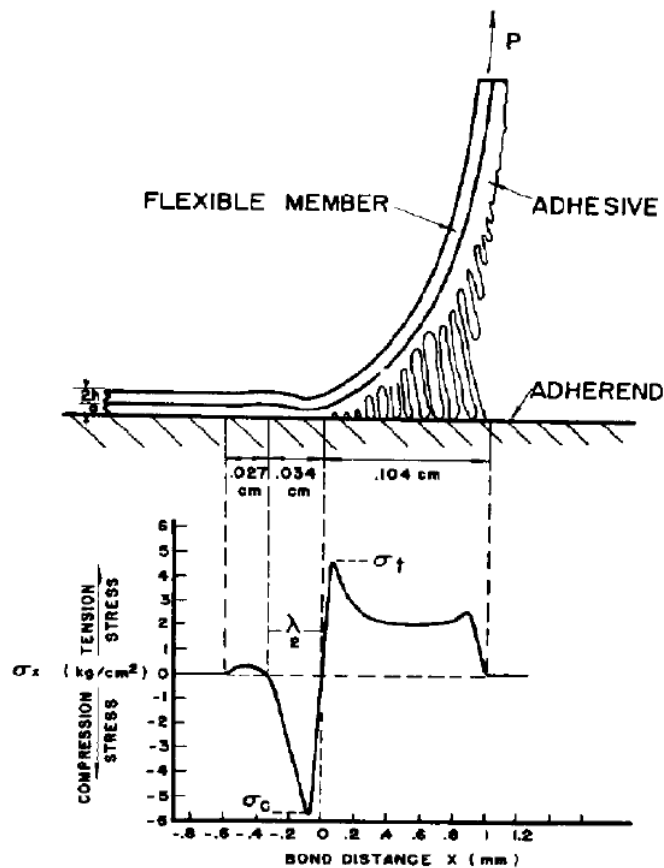 P
FLEXIBLE MEMBER
ADHESIVE
2h
a
ADHEREND
.027 cm
.034 cm
.104 cm
6
5
4
3
2
1
0
-1
-2
-3
-4
-5
-6
TENSION STRESS
COMPRESSION STRESS
σx (kg/cm²)
λ/2
σt
σc
-.8 -.6 -.4 -.2 0 .2 .4 .6 .8 1 1.2
BOND DISTANCE X (mm)